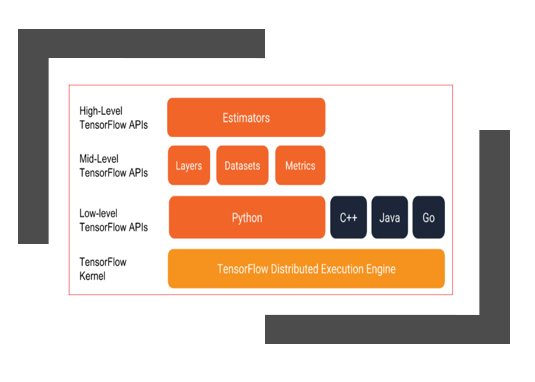 High-Level
TensorFlow APIs
Estimators
Mid-Level
TensorFlow APIs
Layers
Datasets
Metrics
Low-level
TensorFlow APIs
Python
C++
Java
Go
TensorFlow
Kernel
TensorFlow Distributed Execution Engine